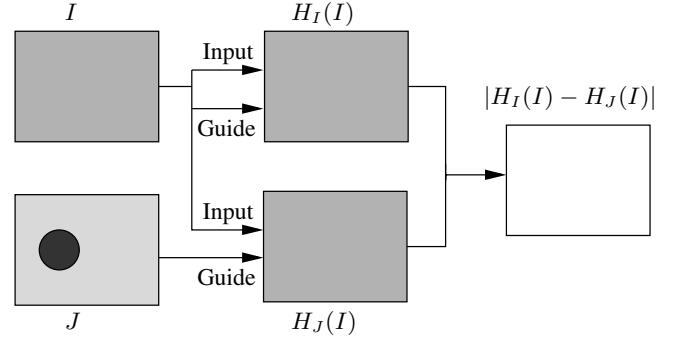 I
H_I(I)
Input
Guide
|H_I(I) − H_J(I)|
Input
Guide
J
H_J(I)